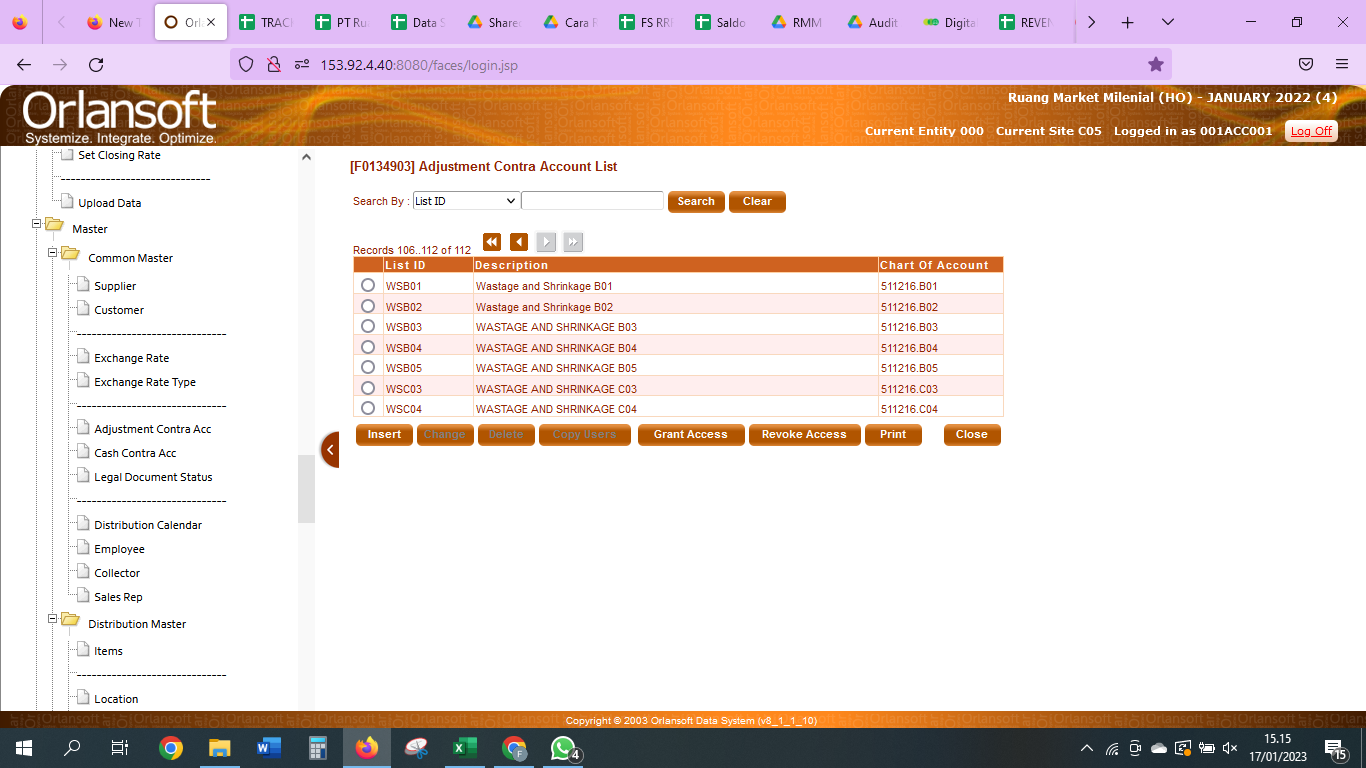 New T
Orla
TRACK
PT Ru
Data S
Shared
Cara R
FS RRI
Saldo
RMM
Audit
Digita
REVEN
153.92.4.40:8080/faces/login.jsp
Orlansoft
Systemize. Integrate. Optimize.
Ruang Market Milenial (HO) - JANUARY 2022 (4)
Current Entity 000 Current Site C05 Logged in as 001ACC001 Log Off
Set Closing Rate
------------------------------
Upload Data
Master
Common Master
Supplier
Customer
------------------------------
Exchange Rate
Exchange Rate Type
------------------------------
Adjustment Contra Acc
Cash Contra Acc
Legal Document Status
------------------------------
Distribution Calendar
Employee
Collector
Sales Rep
Distribution Master
Items
------------------------------
Location
[F0134903] Adjustment Contra Account List
Search By : List ID Search Clear
Records 106..112 of 112
List ID Description Chart Of Account
WSB01 Wastage and Shrinkage B01 511216.B01
WSB02 Wastage and Shrinkage B02 511216.B02
WSB03 WASTAGE AND SHRINKAGE B03 511216.B03
WSB04 WASTAGE AND SHRINKAGE B04 511216.B04
WSB05 WASTAGE AND SHRINKAGE B05 511216.B05
WSC03 WASTAGE AND SHRINKAGE C03 511216.C03
WSC04 WASTAGE AND SHRINKAGE C04 511216.C04
Insert Change Delete Copy Users Grant Access Revoke Access Print Close
Copyright © 2003 Orlansoft Data System (v8_1_1_10)
4
15.15
17/01/2023
15